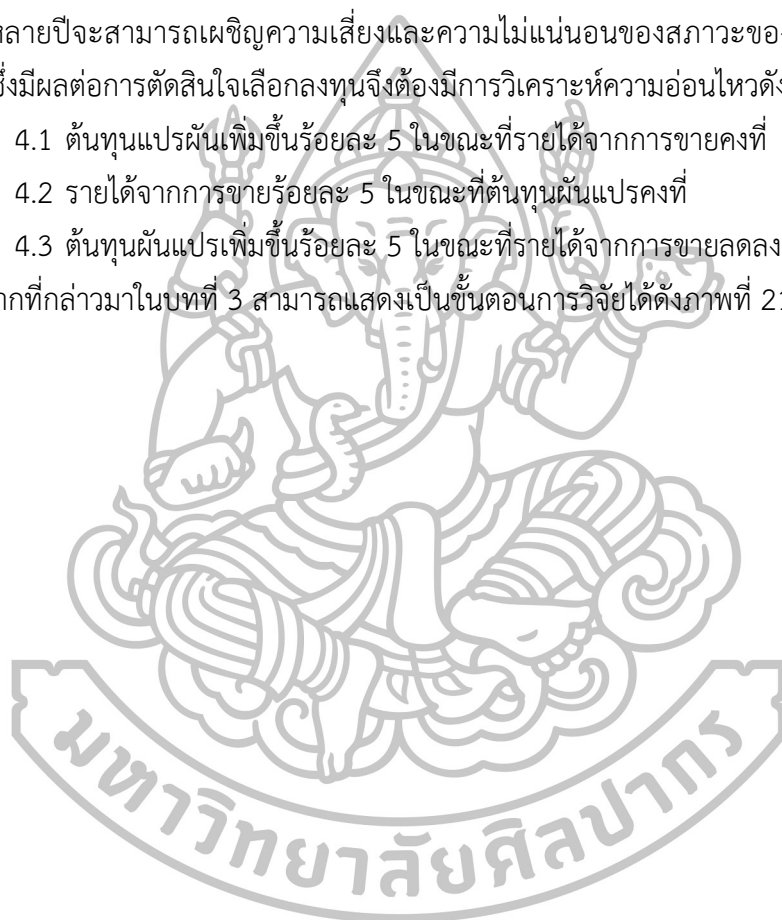 หลายปีจะสามารถเผชิญความเสี่ยงและความไม่แน่นอนของสภาวะของ
ซึ่งมีผลต่อการตัดสินใจเลือกลงทุนจึงต้องมีการวิเคราะห์ความอ่อนไหวดัง
4.1 ต้นทุนแปรผันเพิ่มขึ้นร้อยละ 5 ในขณะที่รายได้จากการขายคงที่
4.2 รายได้จากการขายร้อยละ 5 ในขณะที่ต้นทุนผันแปรคงที่
4.3 ต้นทุนผันแปรเพิ่มขึ้นร้อยละ 5 ในขณะที่รายได้จากการขายลดลง
ากที่กล่าวมาในบทที่ 3 สามารถแสดงเป็นขั้นตอนการวิจัยได้ดังภาพที่ 21
มหาวิทยาลัยศิลปากร